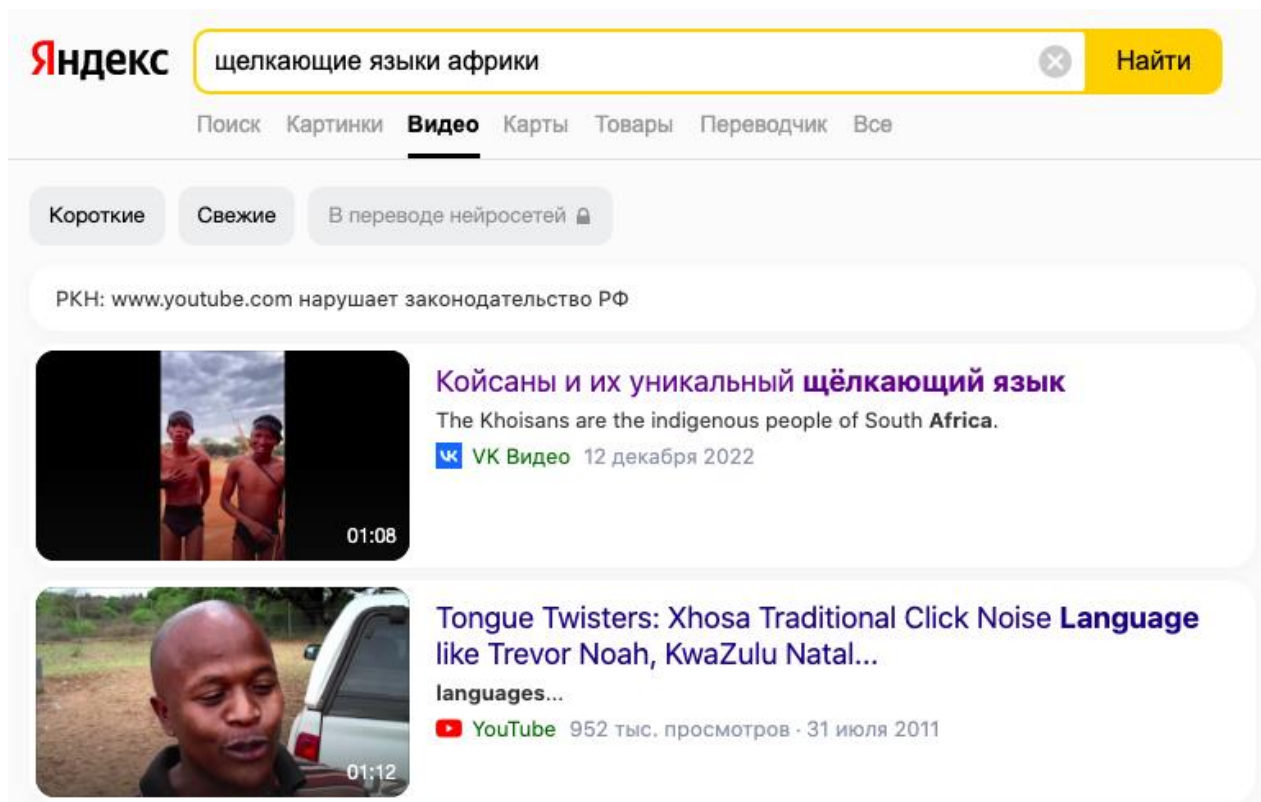 Яндекс
щелкающие языки африки
Найти
Поиск Картинки Видео Карты Товары Переводчик Все
Короткие Свежие В переводе нейросетей
РКН: www.youtube.com нарушает законодательство РФ
01:08
Койсаны и их уникальный щёлкающий язык
The Khoisans are the indigenous people of South Africa.
VK Видео 12 декабря 2022
01:12
Tongue Twisters: Xhosa Traditional Click Noise Language
like Trevor Noah, KwaZulu Natal...
languages...
YouTube 952 тыс. просмотров · 31 июля 2011